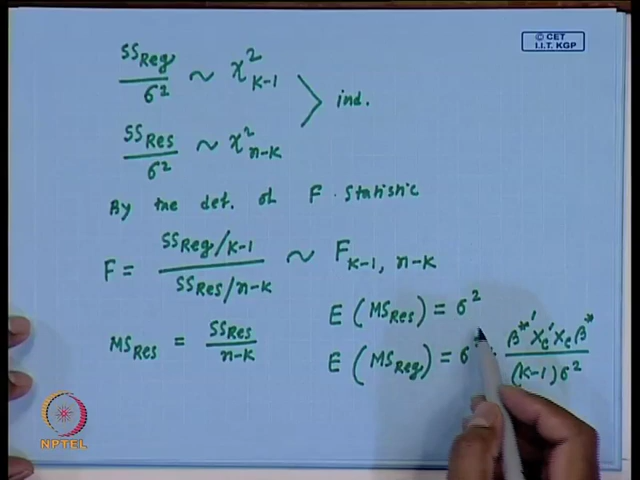 © CET
I.I.T. KGP
SS_Reg / σ² ~ χ²_{k-1}
ind.
SS_Res / σ² ~ χ²_{n-k}
By the def. of F-Statistic
F = (SS_Reg/k-1) / (SS_Res/n-k) ~ F_{k-1, n-k}
E (MS_Res) = σ²
MS_Res = SS_Res / n-k
E (MS_Reg) = σ β*' X_c' X_c β* / (k-1) σ²
NPTEL